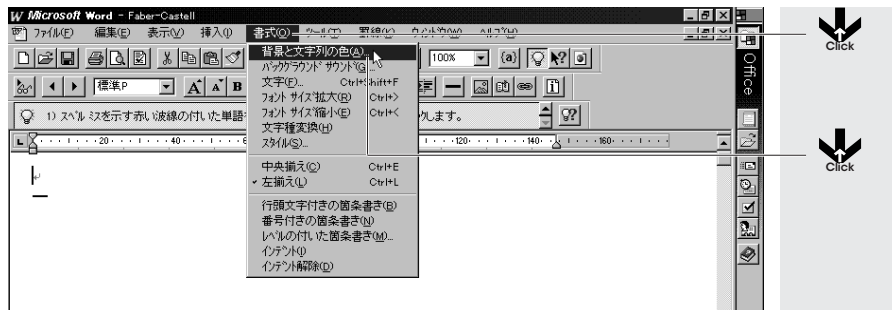 Microsoft Word - Faber-Castell
ファイル(F) 編集(E) 表示(V) 挿入(I) 書式(O)
背景と文字列の色(A)...
バックグラウンド サウンド(G)...
文字(F)... Ctrl+Shift+F
フォント サイズ拡大(R) Ctrl+>
フォント サイズ縮小(E) Ctrl+<
文字種変換(H)
スタイル(S)...
中央揃え(C) Ctrl+E
左揃え(L) Ctrl+L
行頭文字付きの箇条書き(B)
番号付きの箇条書き(N)
レベルの付いた箇条書き(M)...
インデント(I)
インデント解除(D)
100%
標準P
A A B
1) スペル ミスを示す赤い波線の付いた単語
クします。
20 40 120 140 160
Office
Click
Click